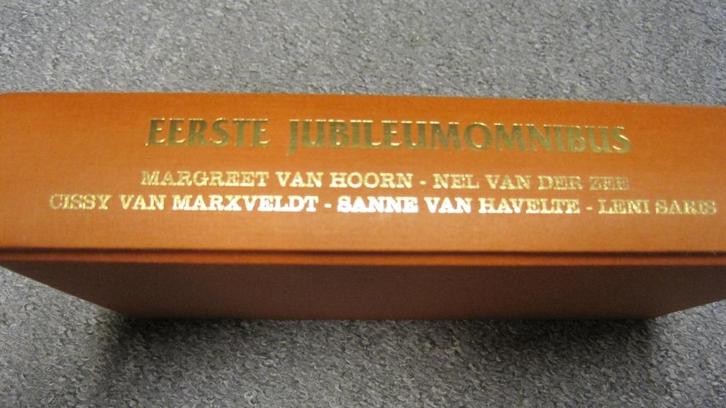 EERSTE JUBILEUMOMNIBUS
MARGREET VAN HOORN - NEL VAN DER ZEE
CISSY VAN MARXVELDT - SANNE VAN HAVELTE - LENI SARIS